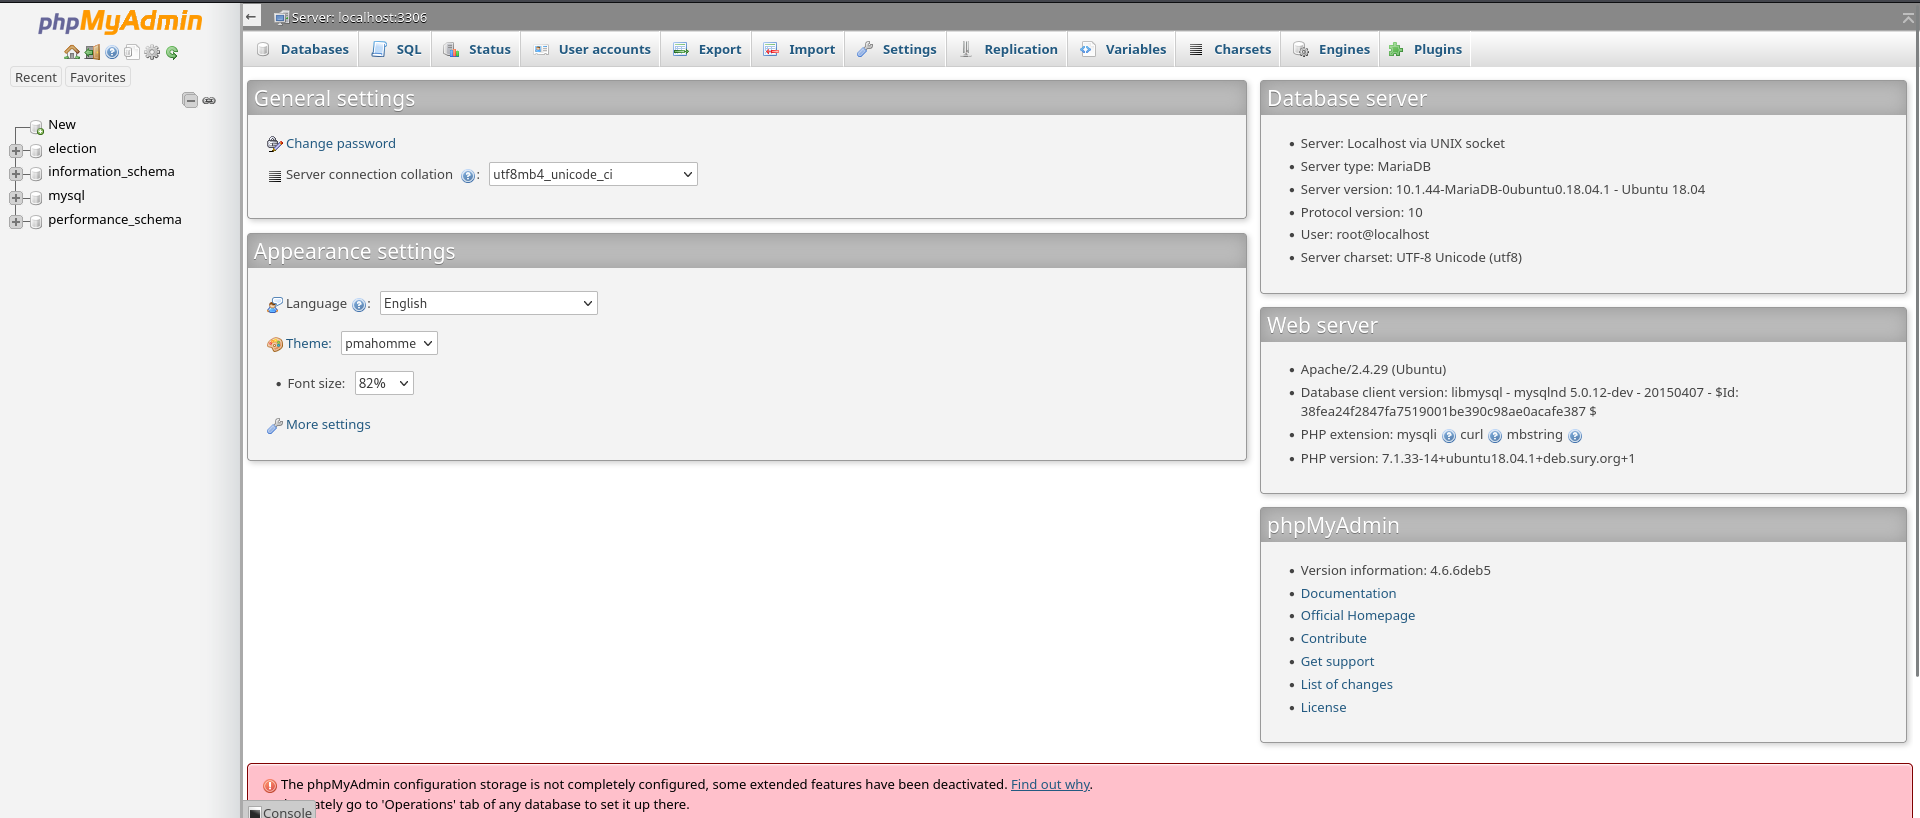 phpMyAdmin
Recent Favorites
New
election
information_schema
mysql
performance_schema
Server: localhost:3306
Databases SQL Status User accounts Export Import Settings Replication Variables Charsets Engines Plugins
General settings
Change password
Server connection collation : utf8mb4_unicode_ci
Appearance settings
Language : English
Theme: pmahomme
• Font size: 82%
More settings
Database server
• Server: Localhost via UNIX socket
• Server type: MariaDB
• Server version: 10.1.44-MariaDB-0ubuntu0.18.04.1 - Ubuntu 18.04
• Protocol version: 10
• User: root@localhost
• Server charset: UTF-8 Unicode (utf8)
Web server
• Apache/2.4.29 (Ubuntu)
• Database client version: libmysql - mysqlnd 5.0.12-dev - 20150407 - $Id:
38fea24f2847fa7519001be390c98ae0acafe387 $
• PHP extension: mysqli curl mbstring
• PHP version: 7.1.33-14+ubuntu18.04.1+deb.sury.org+1
phpMyAdmin
• Version information: 4.6.6deb5
• Documentation
• Official Homepage
• Contribute
• Get support
• List of changes
• License
The phpMyAdmin configuration storage is not completely configured, some extended features have been deactivated. Find out why.
go to 'Operations' tab of any database to set it up there.
Console